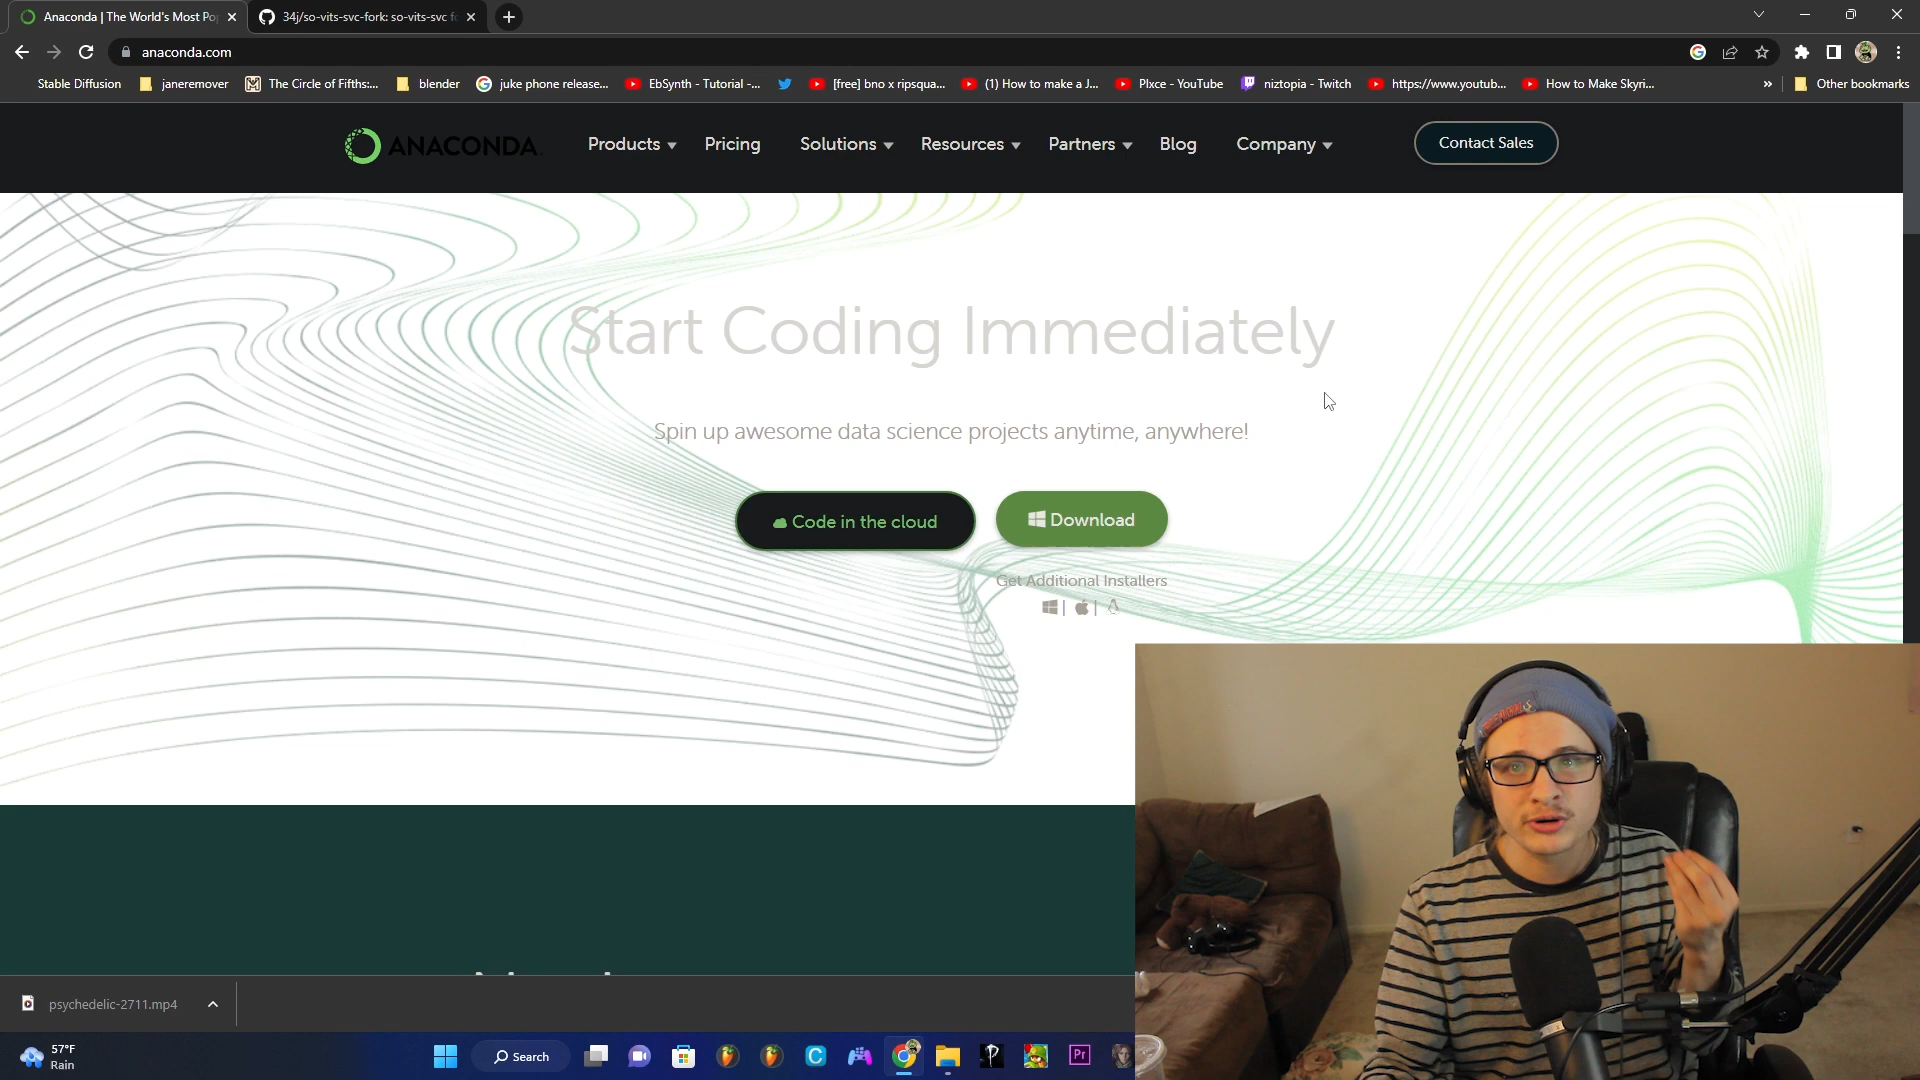 Anaconda | The World's Most Po
34j/so-vits-svc-fork: so-vits-svc f
anaconda.com
Stable Diffusion
janeremover
The Circle of Fifths:...
blender
juke phone release...
EbSynth - Tutorial -...
[free] bno x ripsqua...
(1) How to make a J...
Plxce - YouTube
niztopia - Twitch
https://www.youtub...
How to Make Skyri...
»
Other bookmarks
ANACONDA.
Products
Pricing
Solutions
Resources
Partners
Blog
Company
Contact Sales
Start Coding Immediately
Spin up awesome data science projects anytime, anywhere!
Code in the cloud
Download
Get Additional Installers
| |
psychedelic-2711.mp4
57°F
Rain
Search
Pr